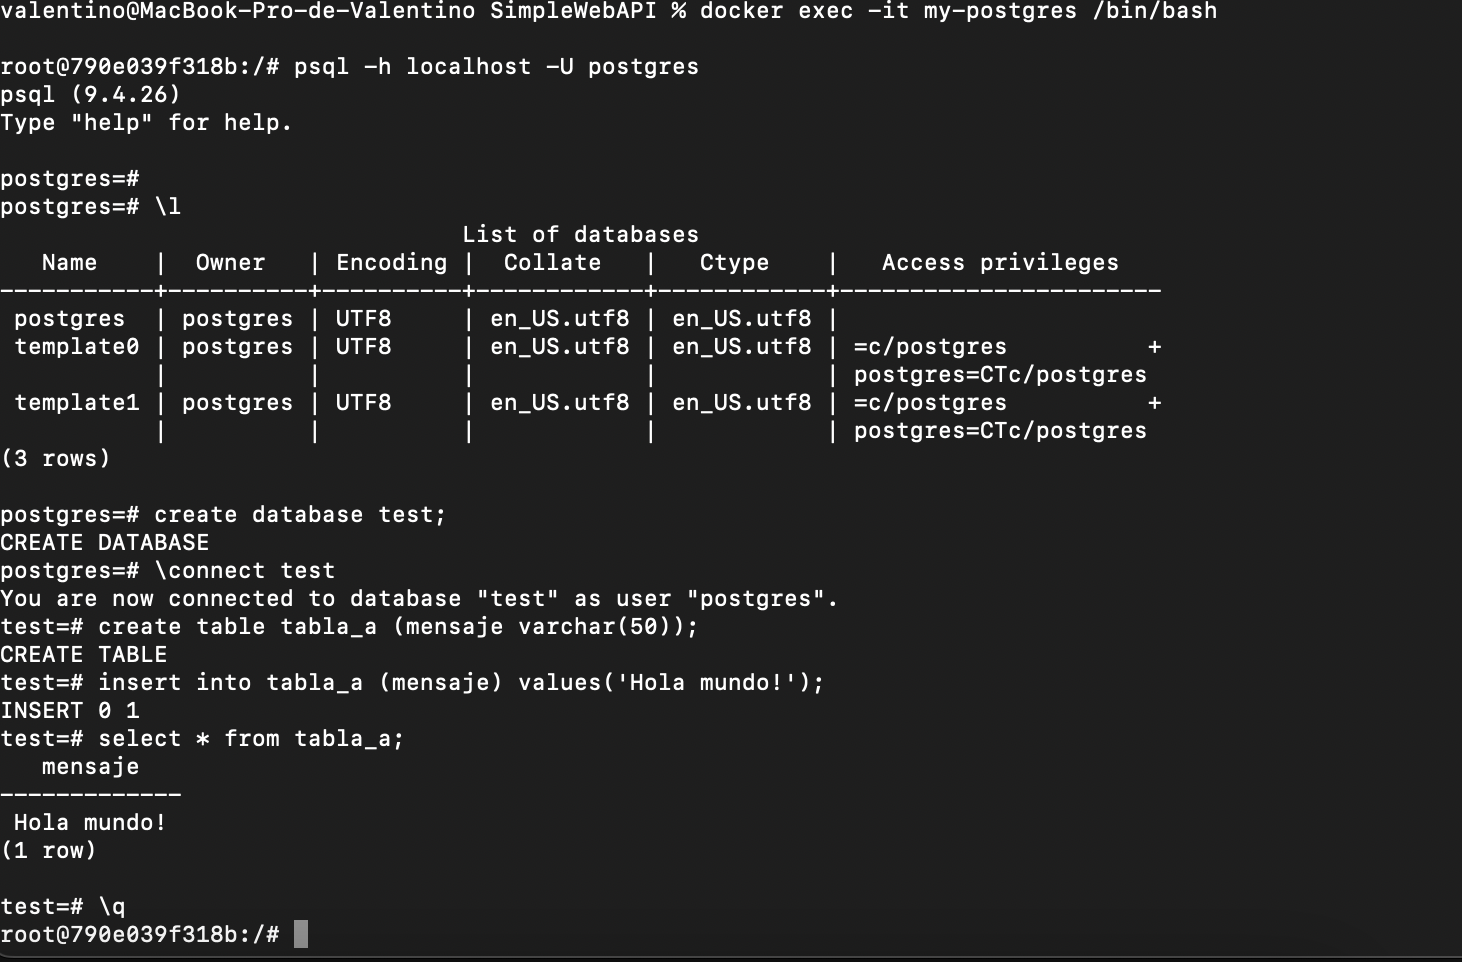 valentino@MacBook-Pro-de-Valentino SimpleWebAPI % docker exec -it my-postgres /bin/bash
root@790e039f318b:/# psql -h localhost -U postgres
psql (9.4.26)
Type "help" for help.
postgres=#
postgres=# \l
                                 List of databases
   Name    |  Owner   | Encoding |  Collate   |   Ctype    |   Access privileges
-----------+----------+----------+------------+------------+-----------------------
 postgres  | postgres | UTF8     | en_US.utf8 | en_US.utf8 |
 template0 | postgres | UTF8     | en_US.utf8 | en_US.utf8 | =c/postgres          +
           |          |          |            |            | postgres=CTc/postgres
 template1 | postgres | UTF8     | en_US.utf8 | en_US.utf8 | =c/postgres          +
           |          |          |            |            | postgres=CTc/postgres
(3 rows)
postgres=# create database test;
CREATE DATABASE
postgres=# \connect test
You are now connected to database "test" as user "postgres".
test=# create table tabla_a (mensaje varchar(50));
CREATE TABLE
test=# insert into tabla_a (mensaje) values('Hola mundo!');
INSERT 0 1
test=# select * from tabla_a;
   mensaje
-------------
 Hola mundo!
(1 row)
test=# \q
root@790e039f318b:/#